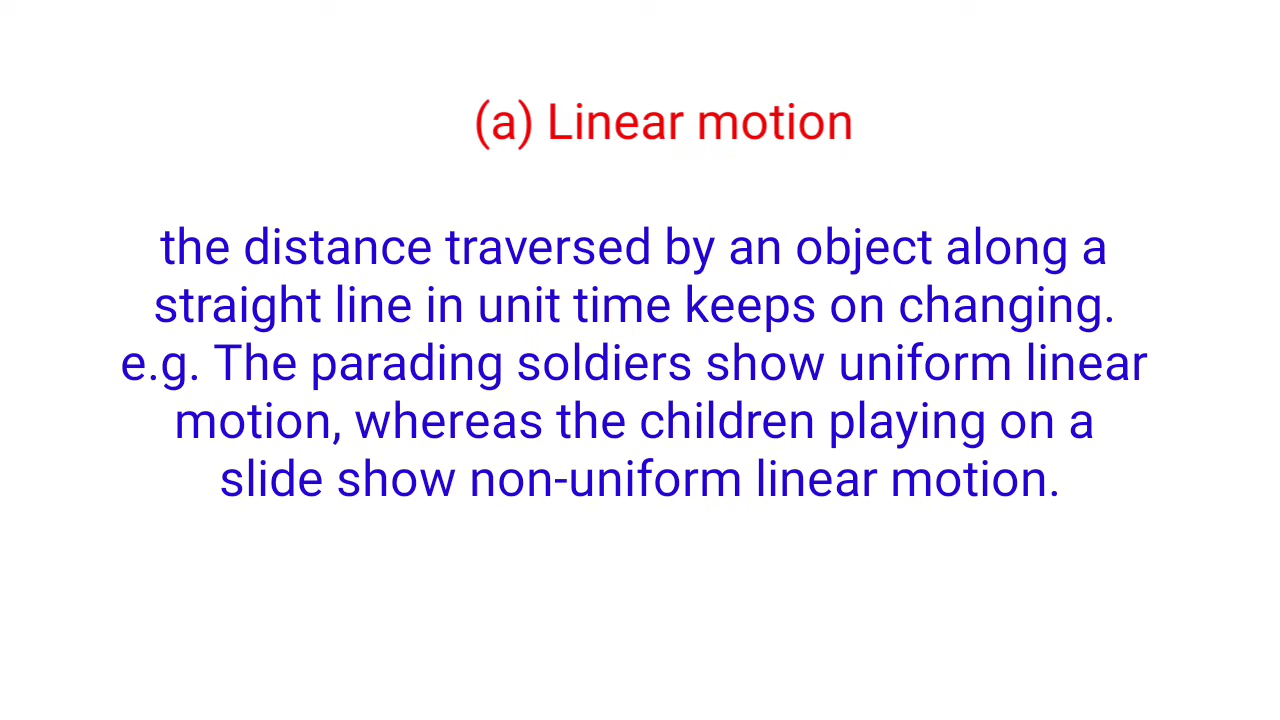 (a) Linear motion
the distance traversed by an object along a
straight line in unit time keeps on changing.
e.g. The parading soldiers show uniform linear
motion, whereas the children playing on a
slide show non-uniform linear motion.